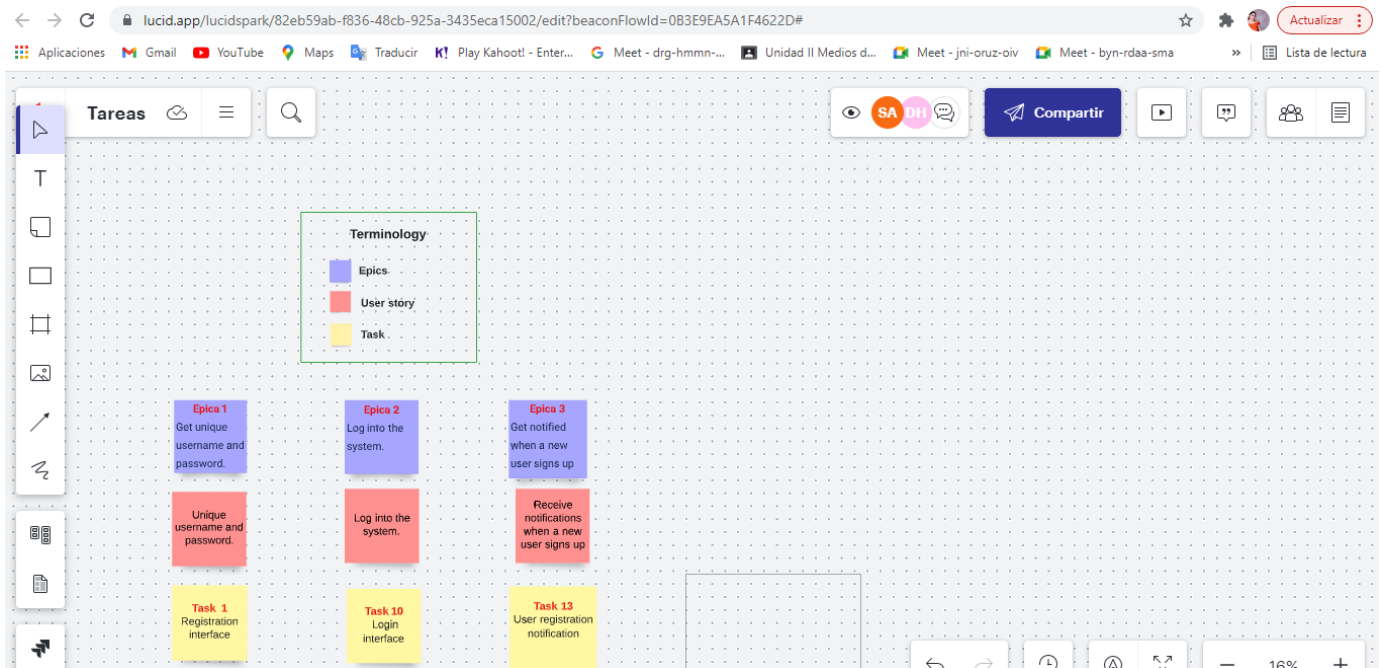 lucid.app/lucidspark/82eb59ab-f836-48cb-925a-3435eca15002/edit?beaconFlowId=0B3E9EA5A1F4622D#
Actualizar
Aplicaciones
Gmail
YouTube
Maps
Traducir
K! Play Kahoot! - Enter...
Meet - drg-hmmn-...
Unidad II Medios d...
Meet - jni-oruz-oiv
Meet - byn-rdaa-sma
»
Lista de lectura
Tareas
SA
DH
Compartir
T
Terminology
Epics
User story
Task
Epica 1
Get unique
username and
password.
Epica 2
Log into the
system.
Epica 3
Get notified
when a new
user signs up
Unique
username and
password.
Log into the
system.
Receive
notifications
when a new
user signs up
Task 1
Registration
interface
Task 10
Login
interface
Task 13
User registration
notification
16%